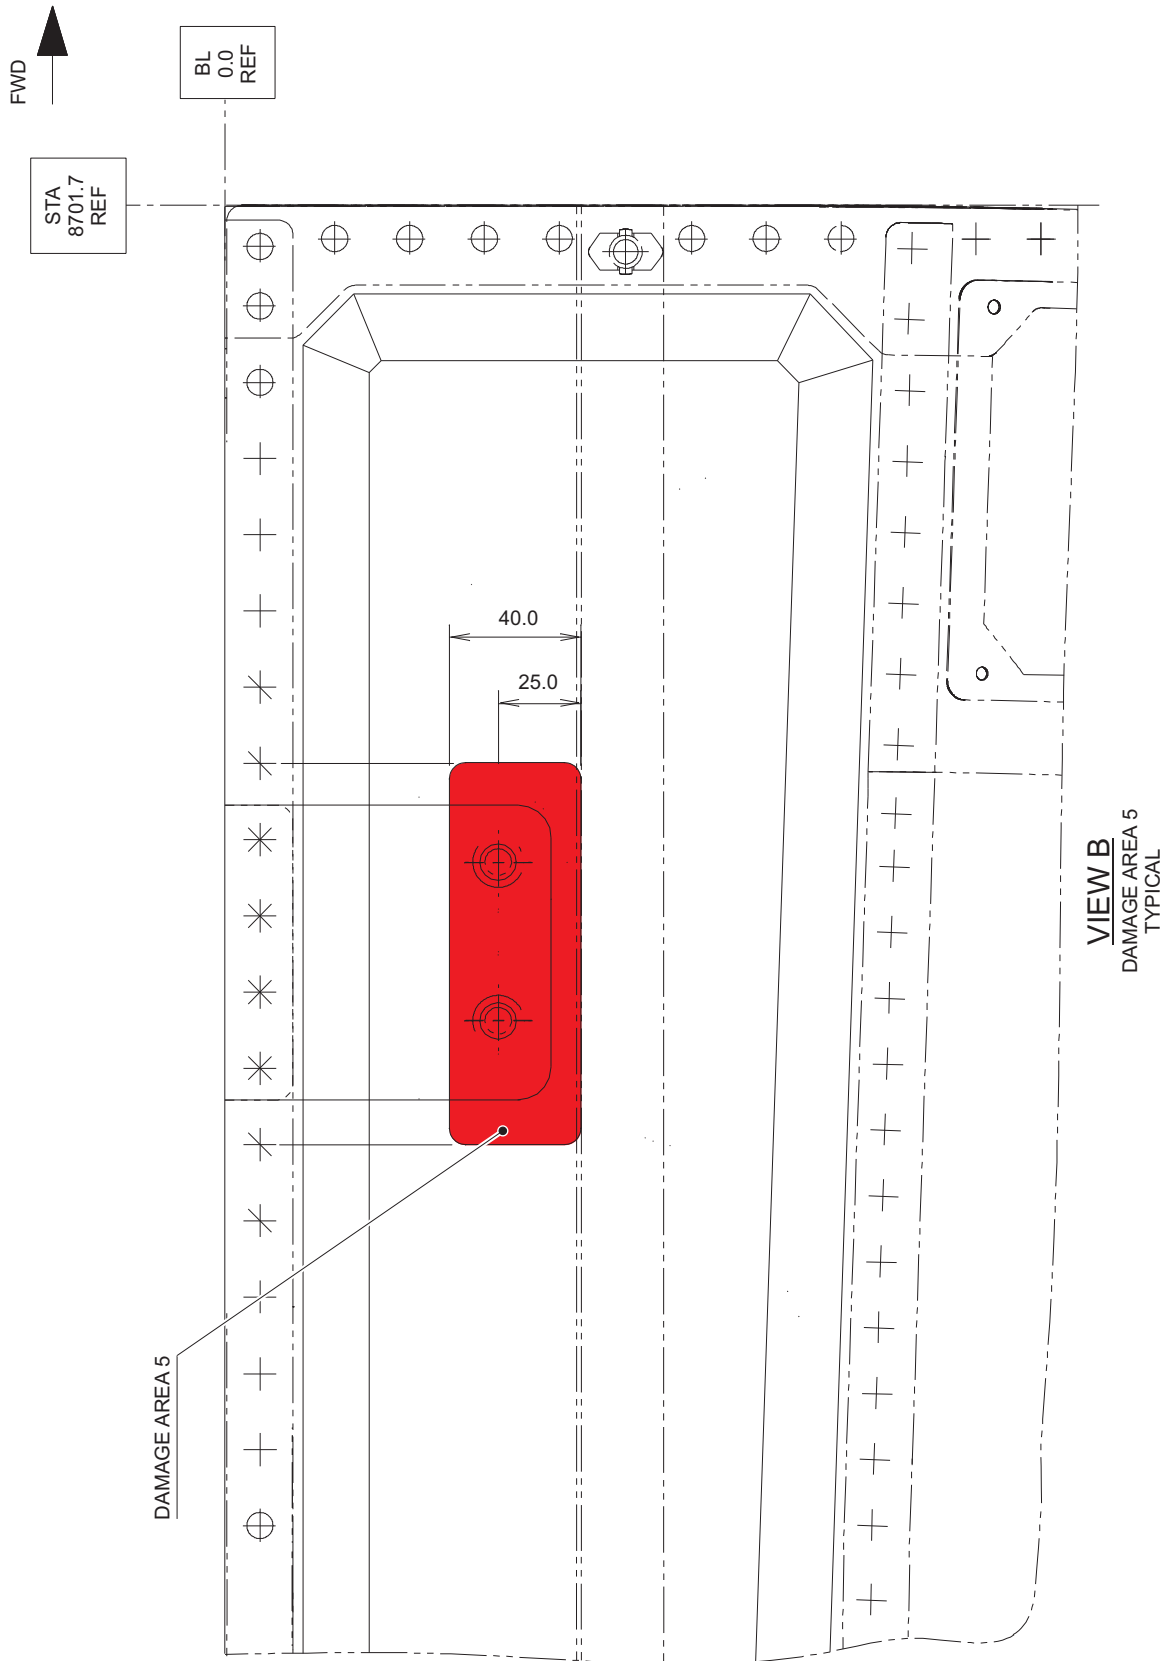 FWD
BL
0.0
REF
STA
8701.7
REF
40.0
25.0
DAMAGE AREA 5
VIEW B
DAMAGE AREA 5
TYPICAL